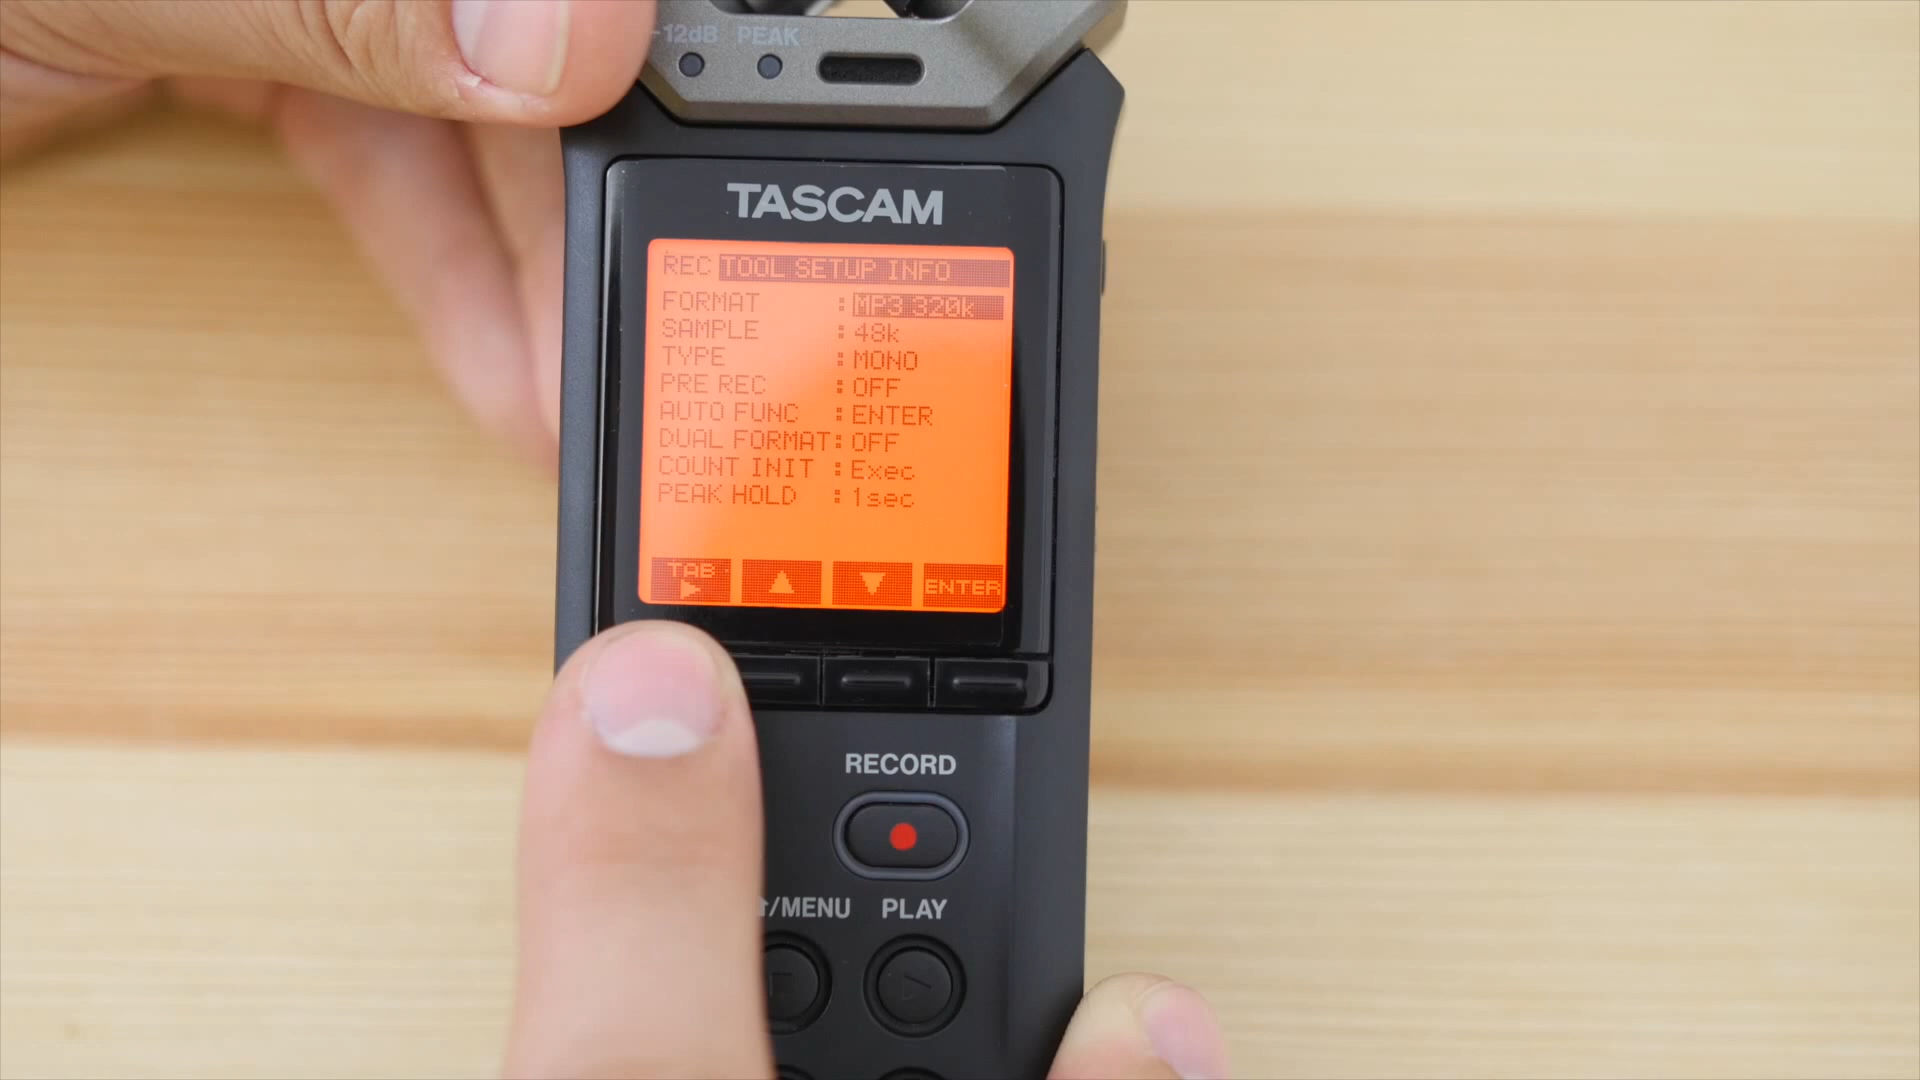 -12dB PEAK
TASCAM
REC TOOL SETUP INFO
FORMAT : MP3 320k
SAMPLE : 48k
TYPE : MONO
PRE REC : OFF
AUTO FUNC : ENTER
DUAL FORMAT : OFF
COUNT INIT : Exec
PEAK HOLD : 1sec
TAB ENTER
RECORD
/MENU PLAY